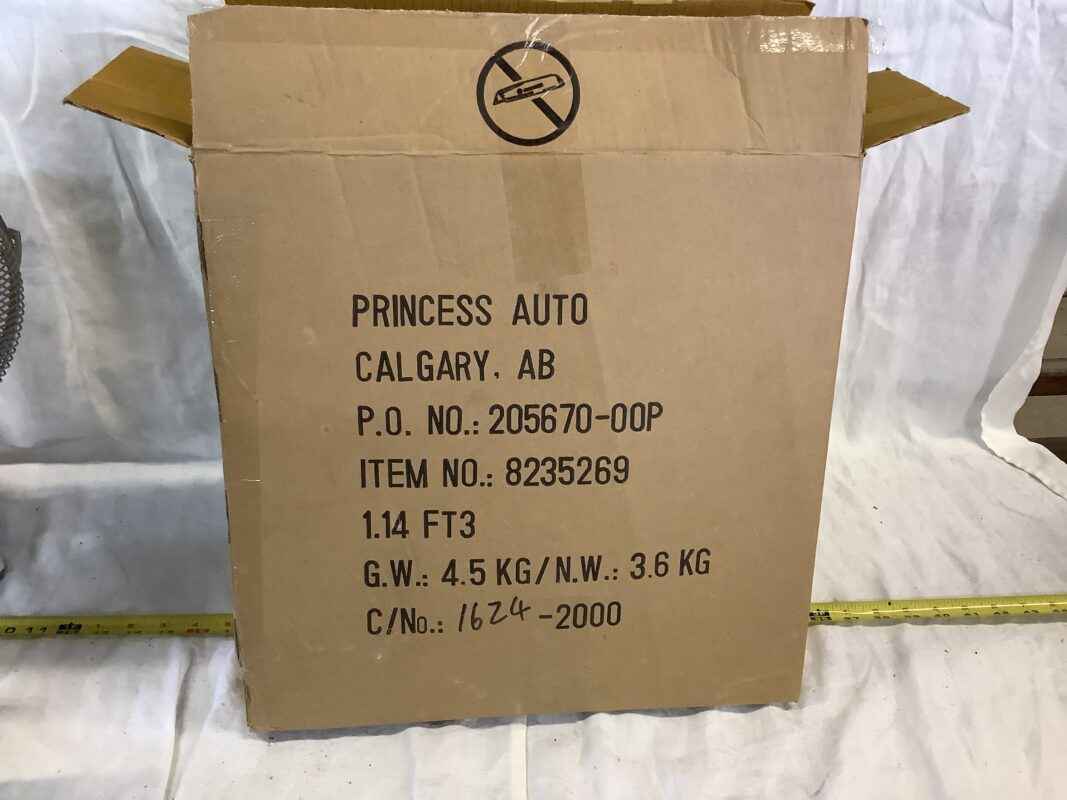 PRINCESS AUTO
CALGARY, AB
P.O. NO.: 205670-00P
ITEM NO.: 8235269
1.14 FT3
G.W.: 4.5 KG/N.W.: 3.6 KG
C/No.: 1624-2000